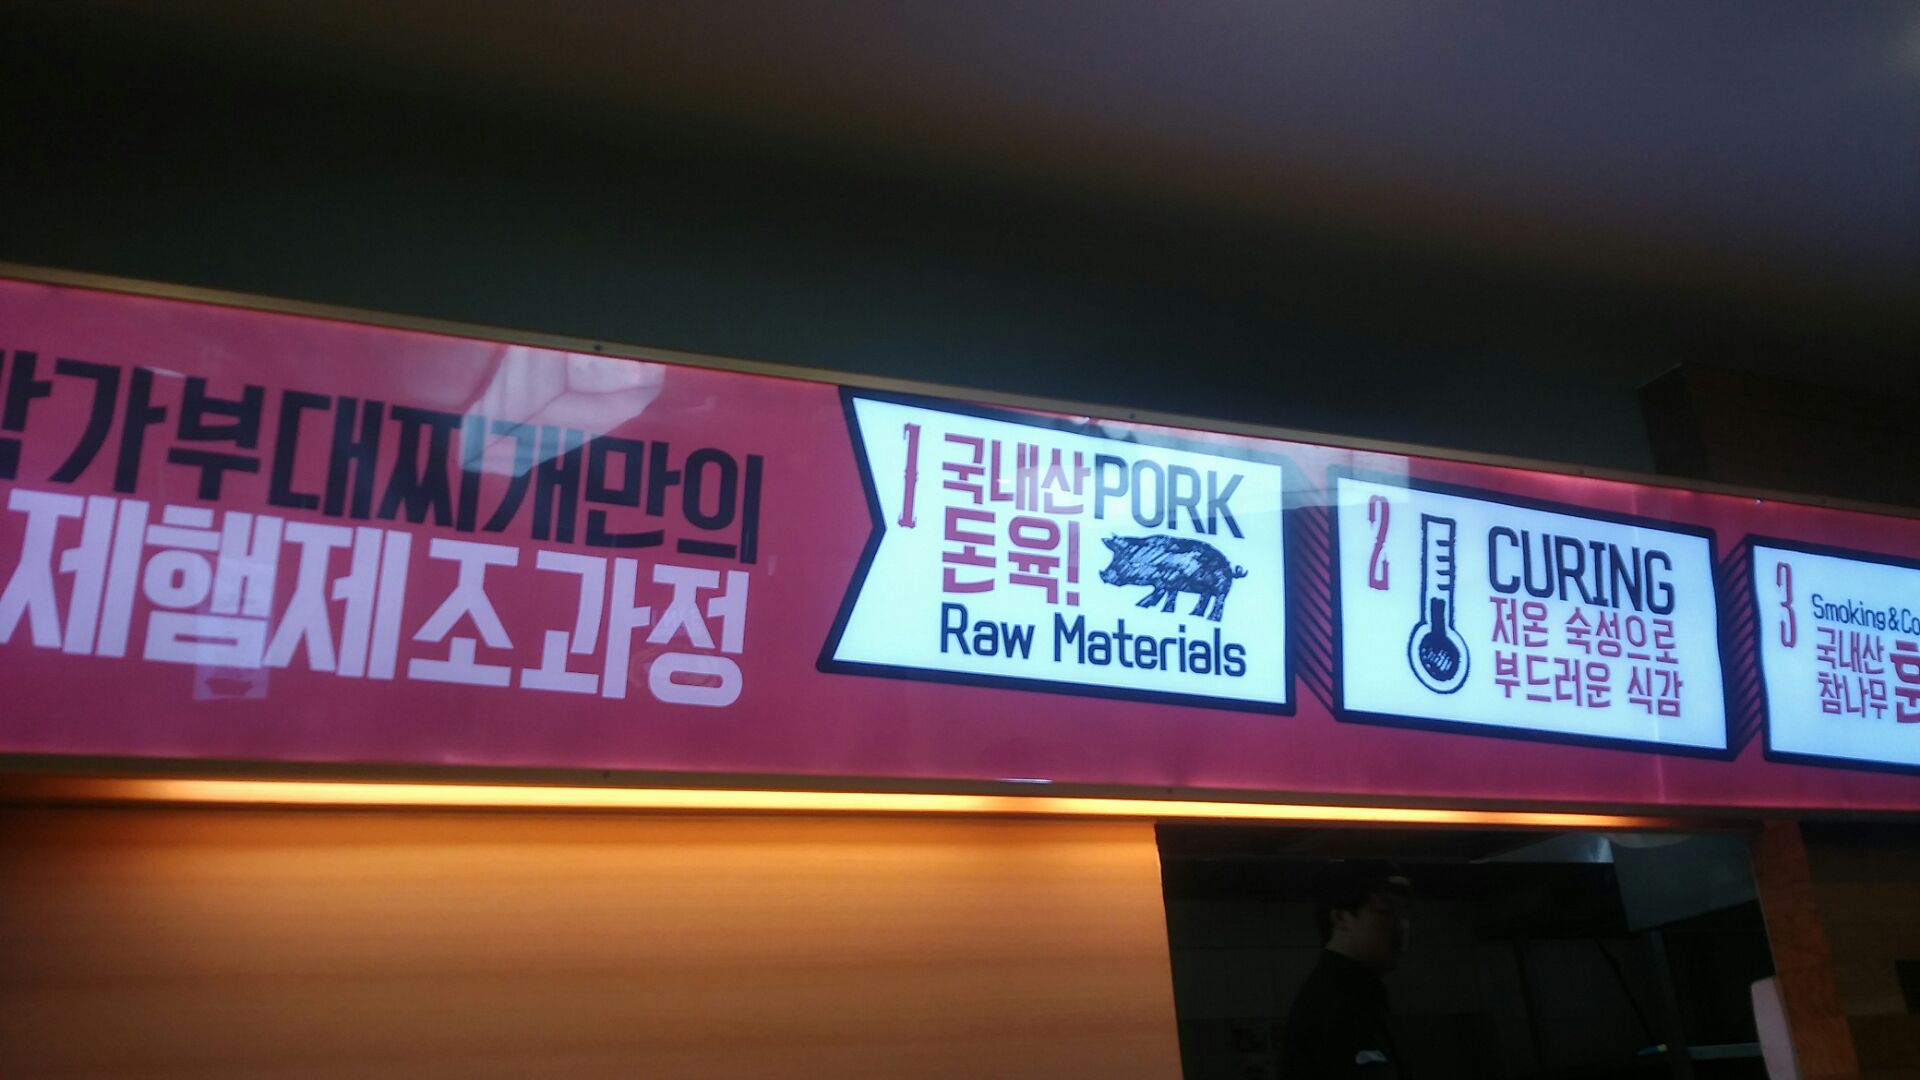 가부대찌개만의
제햄제조과정
1
국내산PORK
돈육!
Raw Materials
2
CURING
저온 숙성으로
부드러운 식감
3
Smoking&Co
국내산
참나무